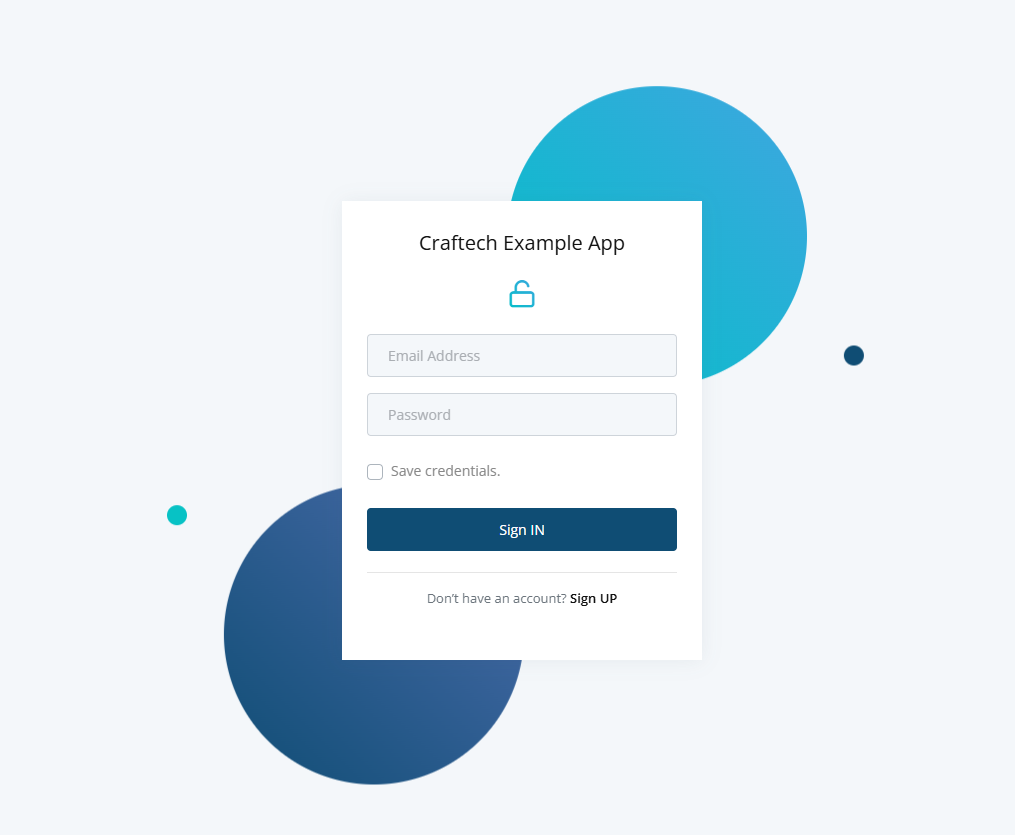 Craftech Example App
Email Address
Password
Save credentials.
Sign IN
Don't have an account? Sign UP